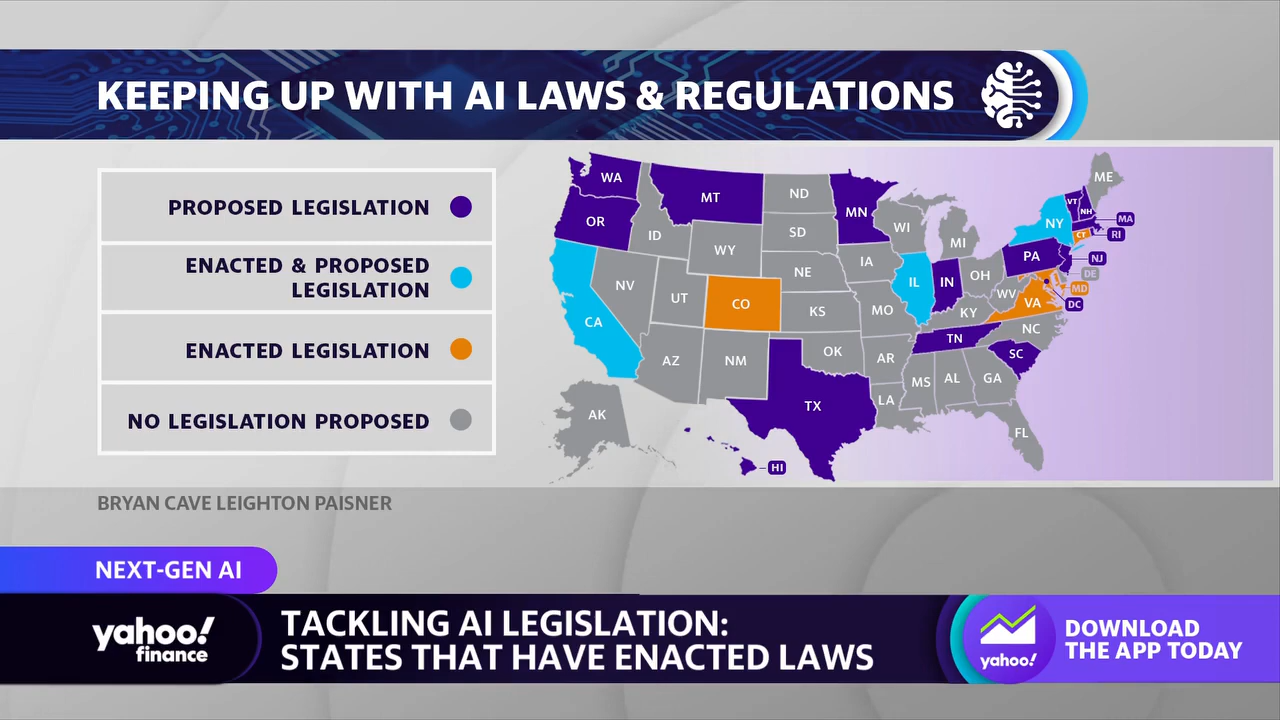 KEEPING UP WITH AI LAWS & REGULATIONS
PROPOSED LEGISLATION
ENACTED & PROPOSED
LEGISLATION
ENACTED LEGISLATION
NO LEGISLATION PROPOSED
WA
MT
ND
MN
ME
VT
NH
MA
OR
ID
WY
SD
WI
MI
NY
CT
RI
NV
UT
CO
NE
IA
IL
IN
OH
PA
NJ
DE
MD
DC
CA
KS
MO
KY
WV
VA
AZ
NM
OK
AR
TN
NC
SC
MS
AL
GA
TX
LA
FL
AK
HI
BRYAN CAVE LEIGHTON PAISNER
NEXT-GEN AI
yahoo!
finance
TACKLING AI LEGISLATION:
STATES THAT HAVE ENACTED LAWS
yahoo!
DOWNLOAD
THE APP TODAY